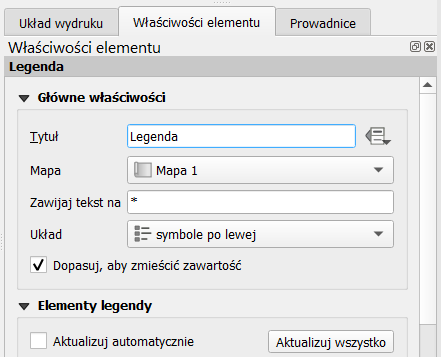 Układ wydruku Właściwości elementu Prowadnice
Właściwości elementu
Legenda
Główne właściwości
Tytuł Legenda
Mapa Mapa 1
Zawijaj tekst na *
Układ symbole po lewej
Dopasuj, aby zmieścić zawartość
Elementy legendy
Aktualizuj automatycznie Aktualizuj wszystko